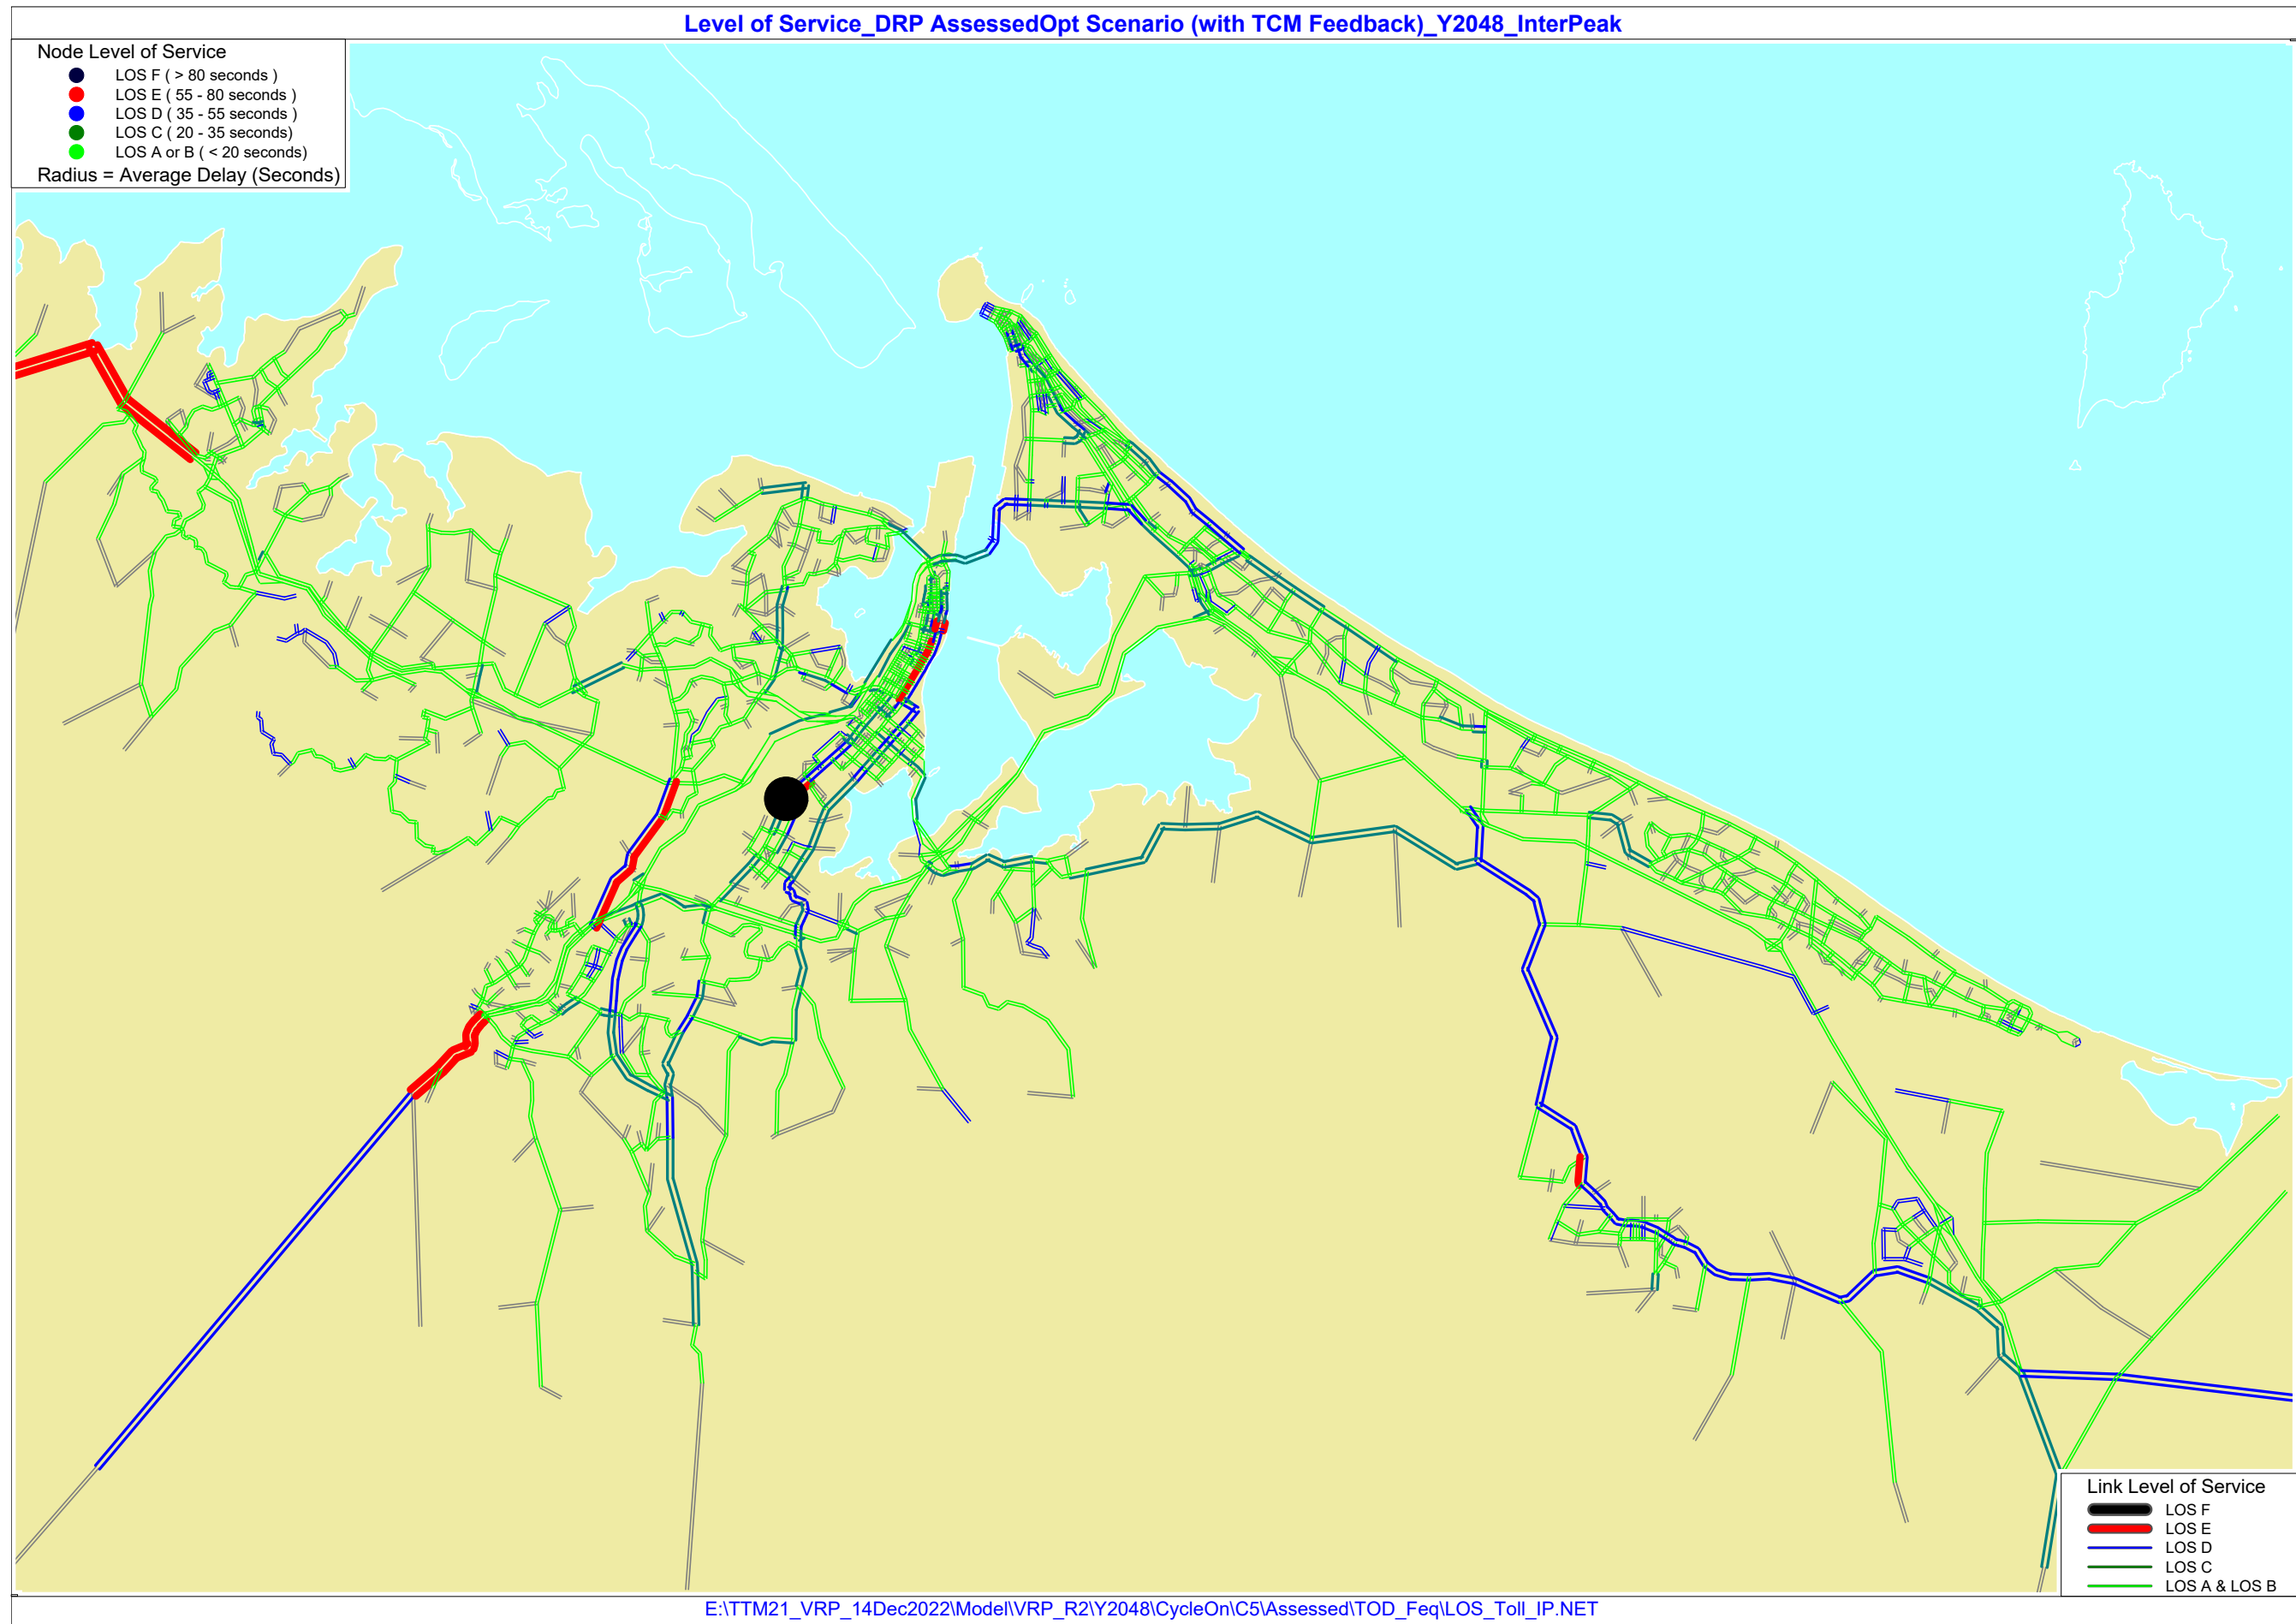 Level of Service_DRP AssessedOpt Scenario (with TCM Feedback)_Y2048_InterPeak
Node Level of Service
LOS F ( > 80 seconds )
LOS E ( 55 - 80 seconds )
LOS D ( 35 - 55 seconds )
LOS C ( 20 - 35 seconds)
LOS A or B ( < 20 seconds)
Radius = Average Delay (Seconds)
Link Level of Service
LOS F
LOS E
LOS D
LOS C
LOS A & LOS B
E:\TTM21_VRP_14Dec2022\Model\VRP_R2\Y2048\CycleOn\C5\Assessed\TOD_Feq\LOS_Toll_IP.NET